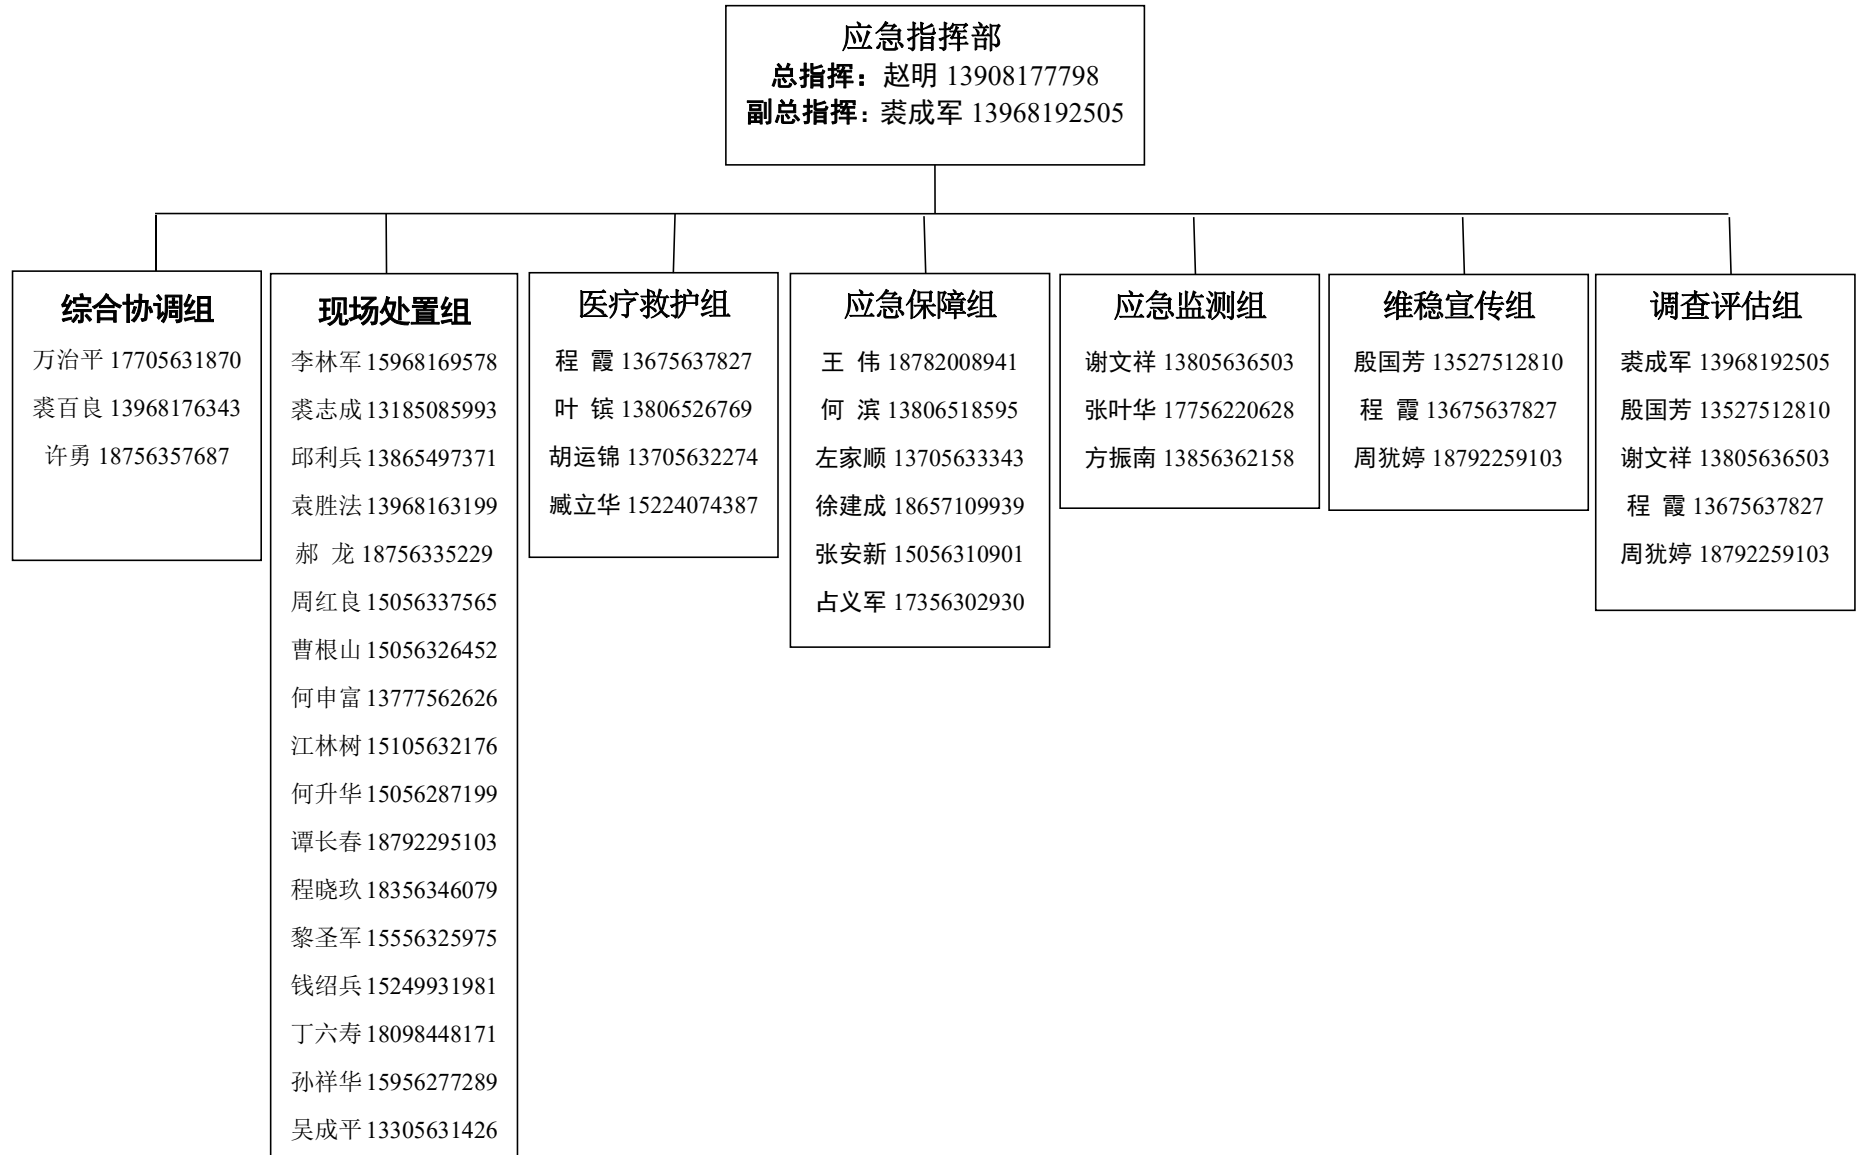 应急指挥部
总指挥：赵明 13908177798
副总指挥：裘成军 13968192505
综合协调组
万治平 17705631870
裘百良 13968176343
许勇 18756357687
现场处置组
李林军 15968169578
裘志成 13185085993
邱利兵 13865497371
袁胜法 13968163199
郝 龙 18756335229
周红良 15056337565
曹根山 15056326452
何申富 13777562626
江林树 15105632176
何升华 15056287199
谭长春 18792295103
程晓玖 18356346079
黎圣军 15556325975
钱绍兵 15249931981
丁六寿 18098448171
孙祥华 15956277289
吴成平 13305631426
医疗救护组
程 霞 13675637827
叶 镔 13806526769
胡运锦 13705632274
臧立华 15224074387
应急保障组
王 伟 18782008941
何 滨 13806518595
左家顺 13705633343
徐建成 18657109939
张安新 15056310901
占义军 17356302930
应急监测组
谢文祥 13805636503
张叶华 17756220628
方振南 13856362158
维稳宣传组
殷国芳 13527512810
程 霞 13675637827
周犹婷 18792259103
调查评估组
裘成军 13968192505
殷国芳 13527512810
谢文祥 13805636503
程 霞 13675637827
周犹婷 18792259103